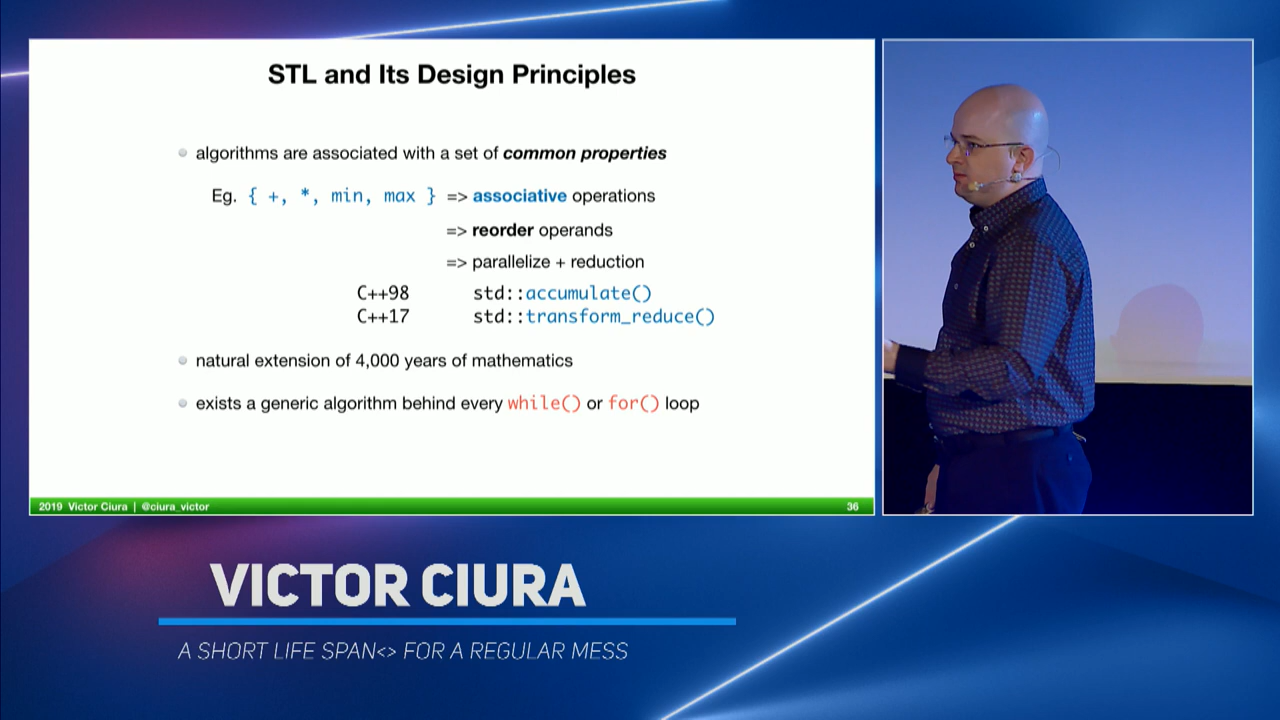 STL and Its Design Principles
algorithms are associated with a set of common properties
Eg. { +, *, min, max } => associative operations
=> reorder operands
=> parallelize + reduction
C++98 std::accumulate()
C++17 std::transform_reduce()
natural extension of 4,000 years of mathematics
exists a generic algorithm behind every while() or for() loop
2019 Victor Ciura | @ciura_victor 36
VICTOR CIURA
A SHORT LIFE SPAN<> FOR A REGULAR MESS